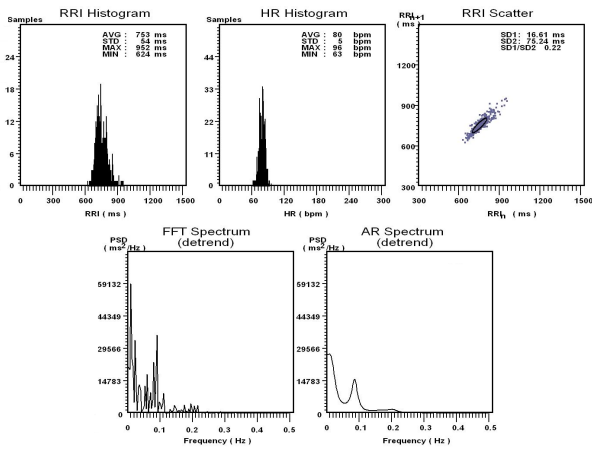 RRI Histogram
Samples
AVG : 753 ms
STD : 54 ms
MAX : 952 ms
MIN : 624 ms
24
18
12
6
0
0 300 600 900 1200 1500
RRI ( ms )
HR Histogram
Samples
AVG : 80 bpm
STD : 5 bpm
MAX : 96 bpm
MIN : 63 bpm
44
33
22
11
0
0 60 120 180 240 300
HR ( bpm )
RRI Scatter
RRIn+1
( ms )
SD1: 16.61 ms
SD2: 75.24 ms
SD1/SD2 0.22
1500
1200
900
600
300
300 600 900 1200 1500
RRIn ( ms )
FFT Spectrum
(detrend)
PSD
( ms2/Hz )
59132
44349
29566
14783
0
0 0.1 0.2 0.3 0.4 0.5
Frequency ( Hz )
AR Spectrum
(detrend)
PSD
( ms2/Hz )
59132
44349
29566
14783
0
0 0.1 0.2 0.3 0.4 0.5
Frequency ( Hz )